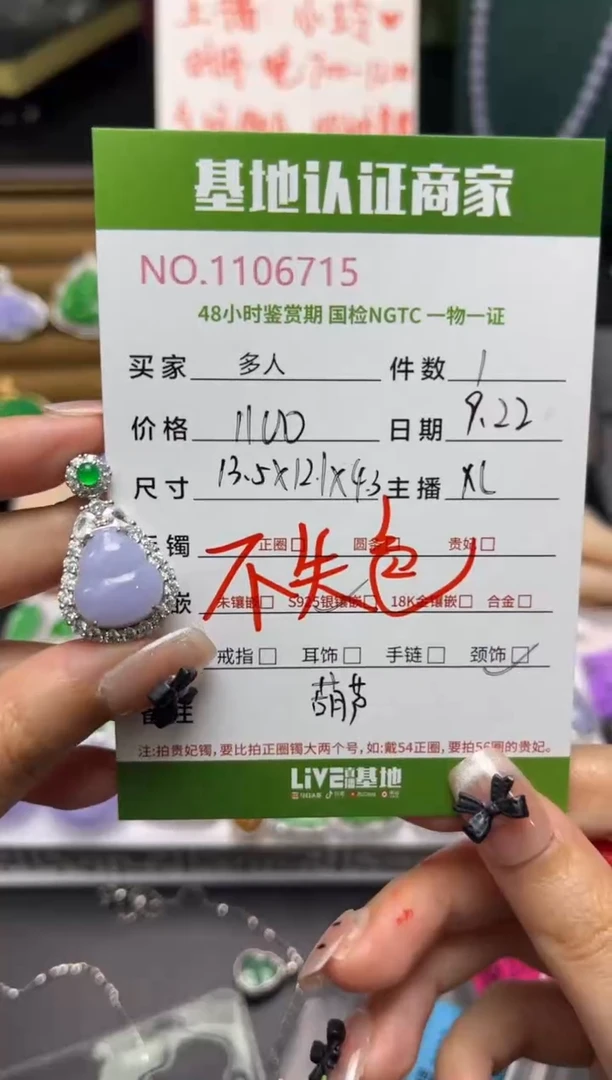 上播 小玲❤
基地认证商家
NO.1106715
48小时鉴赏期 国检NGTC 一物一证
买家 多人 件数 1
价格 1100 日期 9.22
尺寸 13.5X12.1X4.3 主播 XL
镯 正圈□ 圆条□ 贵妃□
不失色
嵌 未镶嵌□ S925银镶嵌□ 18K金镶嵌□ 合金□
戒指□ 耳饰□ 手链□ 颈饰□
备注 葫芦
注:拍贵妃镯,要比拍正圈镯大两个号,如:戴54正圈,要拍56圈的贵妃。
LIVE直播基地